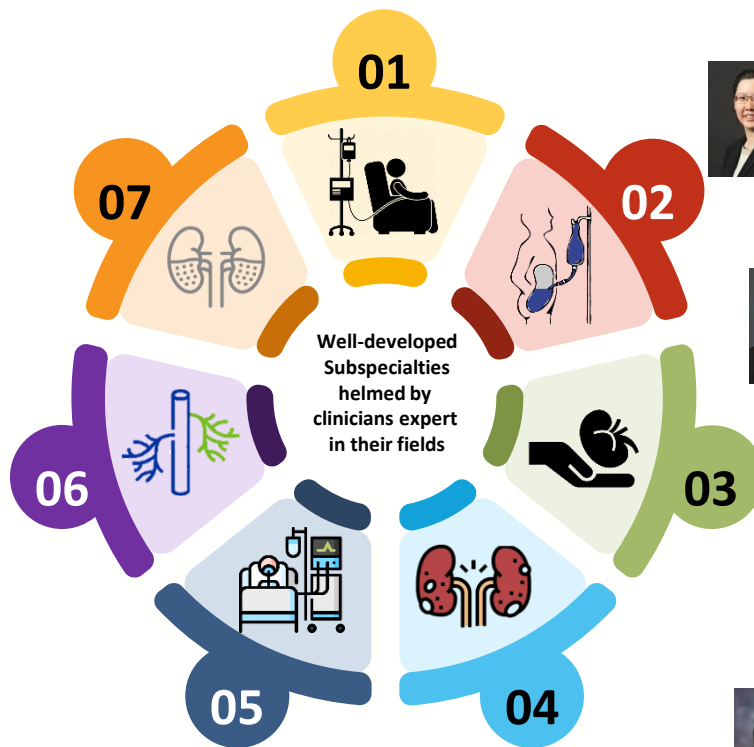 01
02
03
04
05
06
07
Well-developed
Subspecialties
helmed by
clinicians expert
in their fields